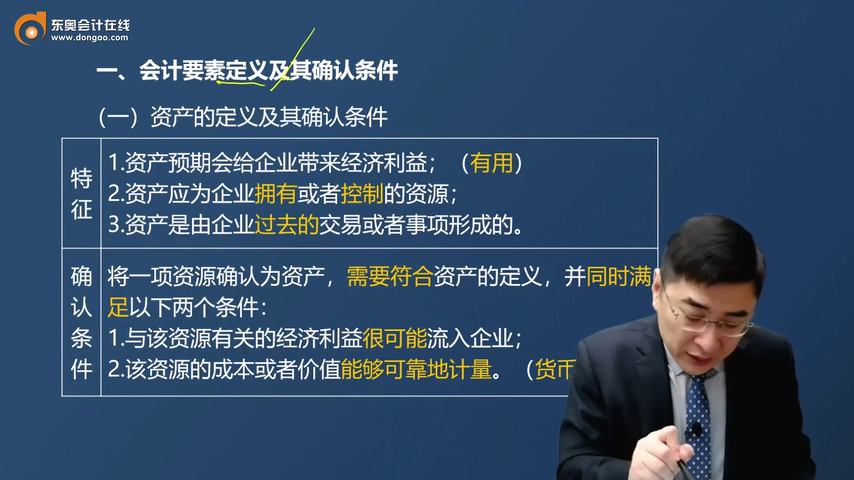 东奥会计在线
www.dongao.com
一、会计要素定义及其确认条件
（一）资产的定义及其确认条件
特征
1.资产预期会给企业带来经济利益；（有用）
2.资产应为企业拥有或者控制的资源；
3.资产是由企业过去的交易或者事项形成的。
确认条件
将一项资源确认为资产，需要符合资产的定义，并同时满
足以下两个条件：
1.与该资源有关的经济利益很可能流入企业；
2.该资源的成本或者价值能够可靠地计量。（货币